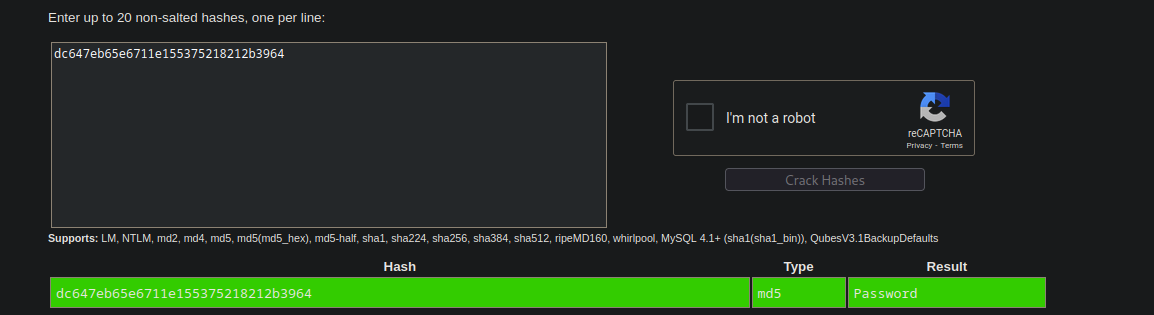 Enter up to 20 non-salted hashes, one per line:
dc647eb65e6711e155375218212b3964
I'm not a robot
reCAPTCHA
Privacy - Terms
Crack Hashes
Supports: LM, NTLM, md2, md4, md5, md5(md5_hex), md5-half, sha1, sha224, sha256, sha384, sha512, ripeMD160, whirlpool, MySQL 4.1+ (sha1(sha1_bin)), QubesV3.1BackupDefaults
Hash Type Result
dc647eb65e6711e155375218212b3964 md5 Password